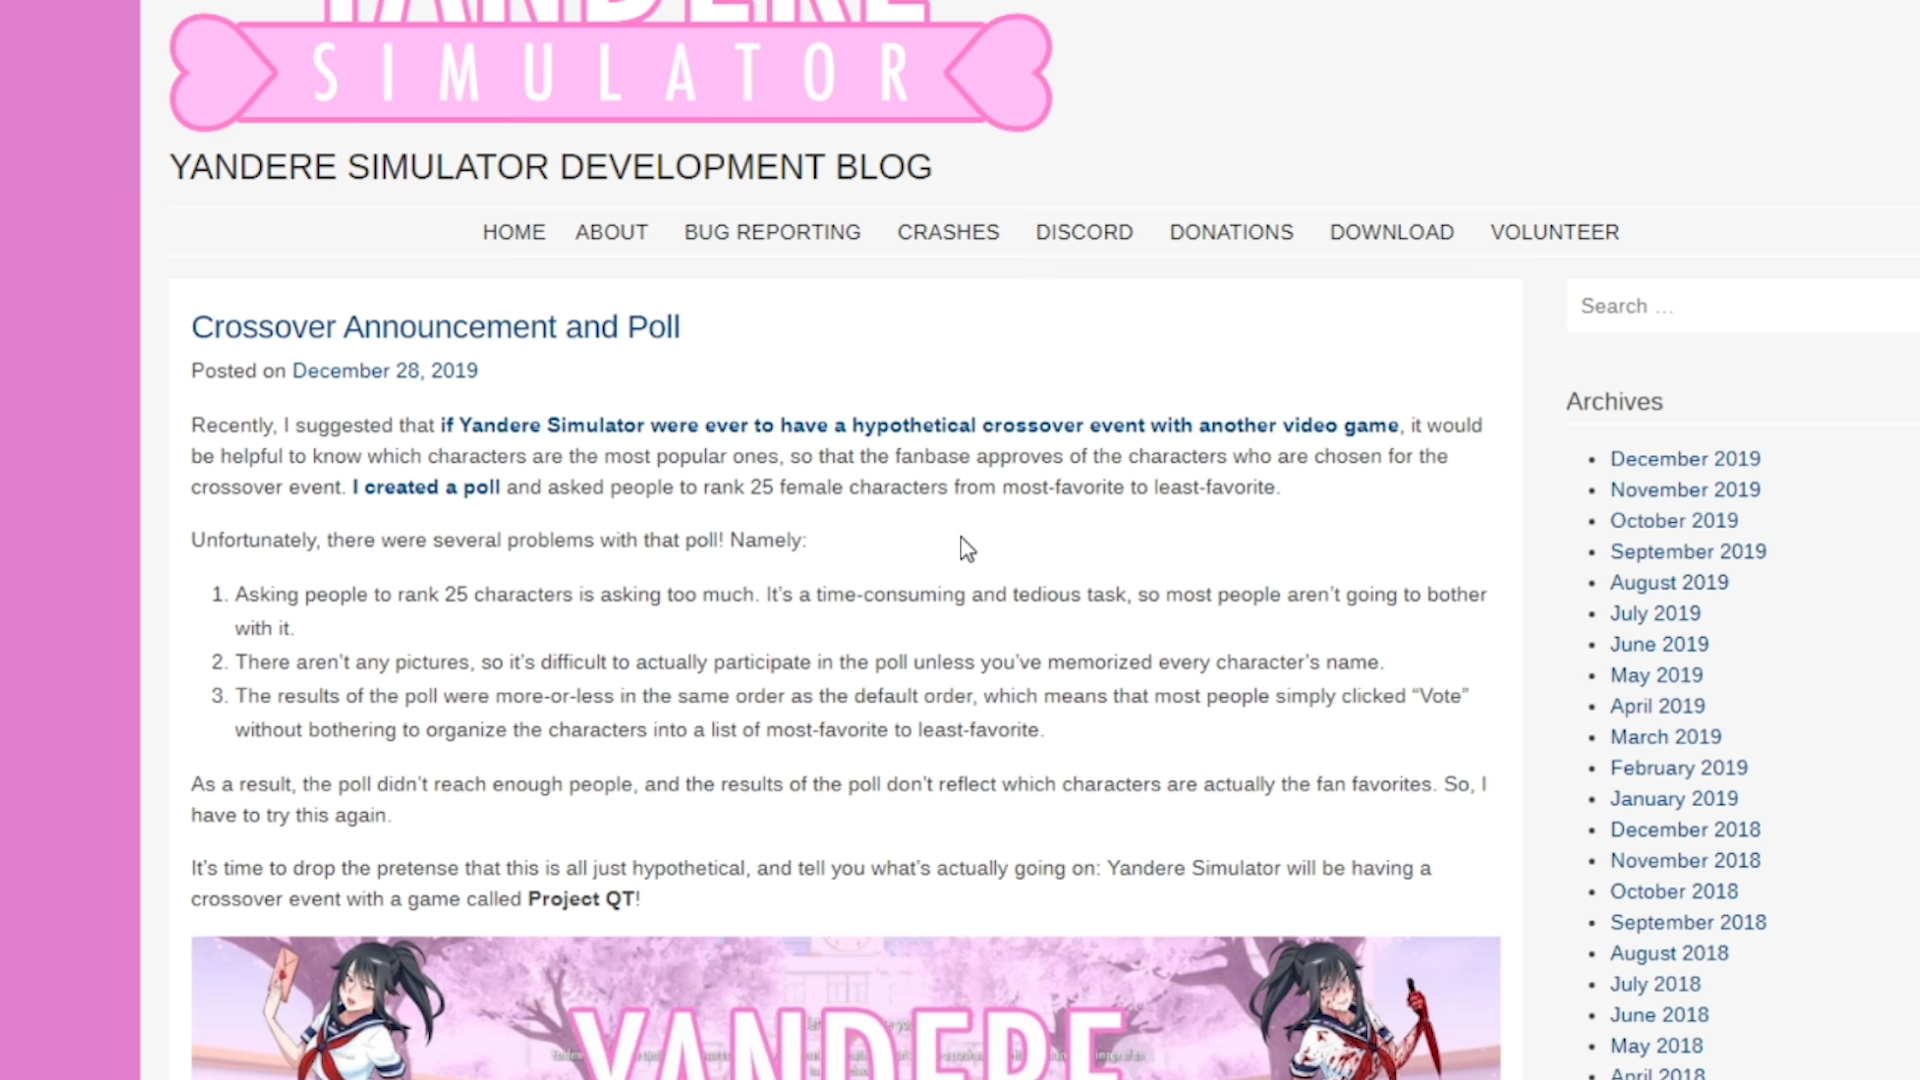 YANDERE
SIMULATOR
YANDERE SIMULATOR DEVELOPMENT BLOG
HOME ABOUT BUG REPORTING CRASHES DISCORD DONATIONS DOWNLOAD VOLUNTEER
Crossover Announcement and Poll
Posted on December 28, 2019
Recently, I suggested that if Yandere Simulator were ever to have a hypothetical crossover event with another video game, it would
be helpful to know which characters are the most popular ones, so that the fanbase approves of the characters who are chosen for the
crossover event. I created a poll and asked people to rank 25 female characters from most-favorite to least-favorite.
Unfortunately, there were several problems with that poll! Namely:
1. Asking people to rank 25 characters is asking too much. It’s a time-consuming and tedious task, so most people aren’t going to bother
with it.
2. There aren’t any pictures, so it’s difficult to actually participate in the poll unless you’ve memorized every character’s name.
3. The results of the poll were more-or-less in the same order as the default order, which means that most people simply clicked “Vote”
without bothering to organize the characters into a list of most-favorite to least-favorite.
As a result, the poll didn’t reach enough people, and the results of the poll don’t reflect which characters are actually the fan favorites. So, I
have to try this again.
It’s time to drop the pretense that this is all just hypothetical, and tell you what’s actually going on: Yandere Simulator will be having a
crossover event with a game called Project QT!
YANDERE
Search …
Archives
December 2019
November 2019
October 2019
September 2019
August 2019
July 2019
June 2019
May 2019
April 2019
March 2019
February 2019
January 2019
December 2018
November 2018
October 2018
September 2018
August 2018
July 2018
June 2018
May 2018
April 2018